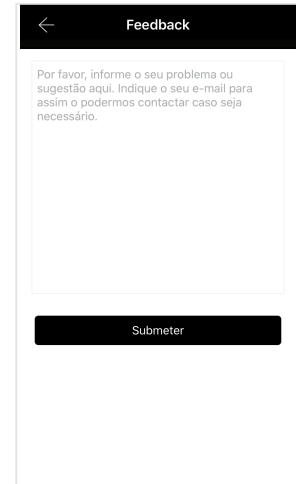 Feedback
Por favor, informe o seu problema ou
sugestão aqui. Indique o seu e-mail para
assim o podermos contactar caso seja
necessário.
Submeter